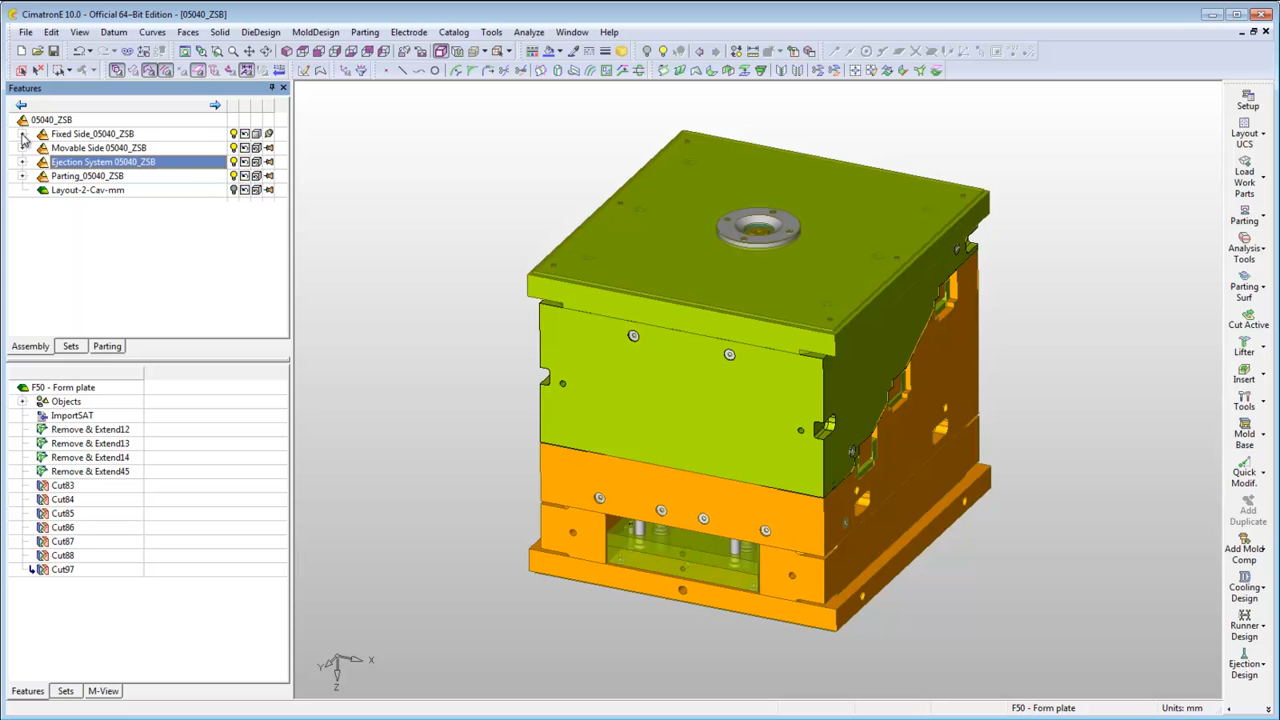 CimatronE 10.0 - Official 64-Bit Edition - [05040_ZSB]
File Edit View Datum Curves Faces Solid DieDesign MoldDesign Parting Electrode Catalog Tools Analyze Window Help
Features
05040_ZSB
Fixed Side_05040_ZSB
Movable Side 05040_ZSB
Ejection System 05040_ZSB
Parting_05040_ZSB
Layout-2-Cav-mm
Assembly Sets Parting
F50 - Form plate
Objects
ImportSAT
Remove & Extend12
Remove & Extend13
Remove & Extend14
Remove & Extend45
Cut83
Cut84
Cut85
Cut86
Cut87
Cut88
Cut97
Features Sets M-View
Y X
Z
Setup
Layout
UCS
Load
Work
Parts
Parting
Analysis
Tools
Parting
Surf
Cut Active
Lifter
Insert
Tools
Mold
Base
Quick
Modif.
Add
Duplicate
Add Mold
Comp
Cooling
Design
Runner
Design
Ejection
Design
F50 - Form plate Units: mm